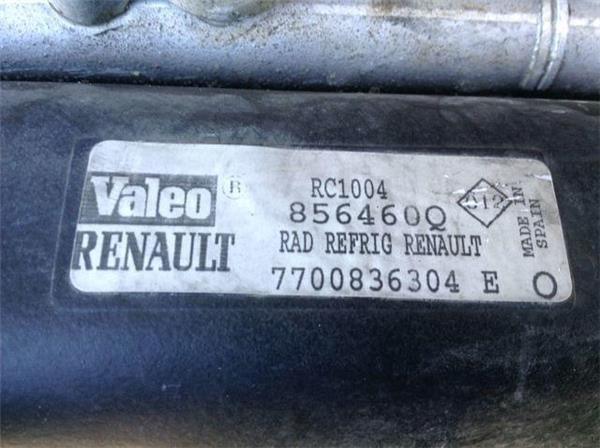 Valeo ®
RENAULT
RC1004
856460Q
RAD REFRIG RENAULT
7700836304 E O
MADE IN
SPAIN